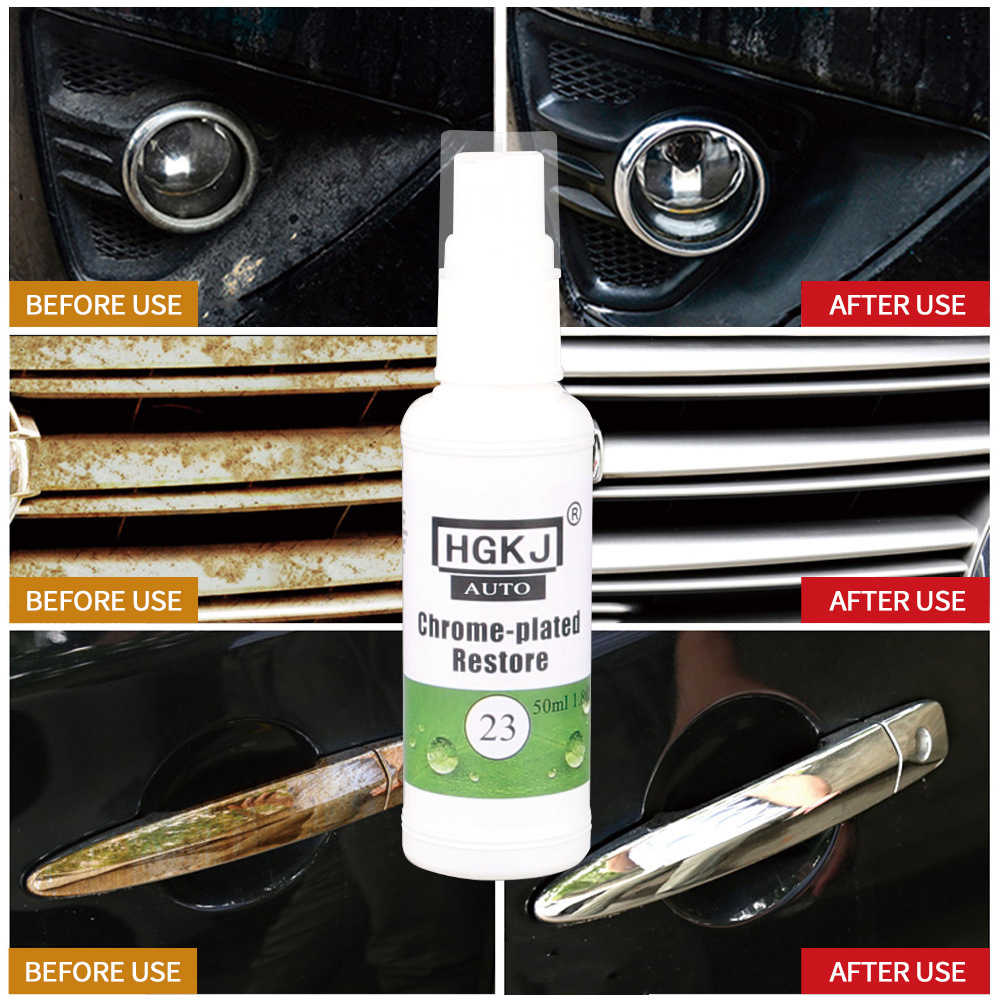 BEFORE USE
AFTER USE
BEFORE USE
AFTER USE
HGKJ ®
AUTO
Chrome-plated
Restore
23
50ml
BEFORE USE
AFTER USE